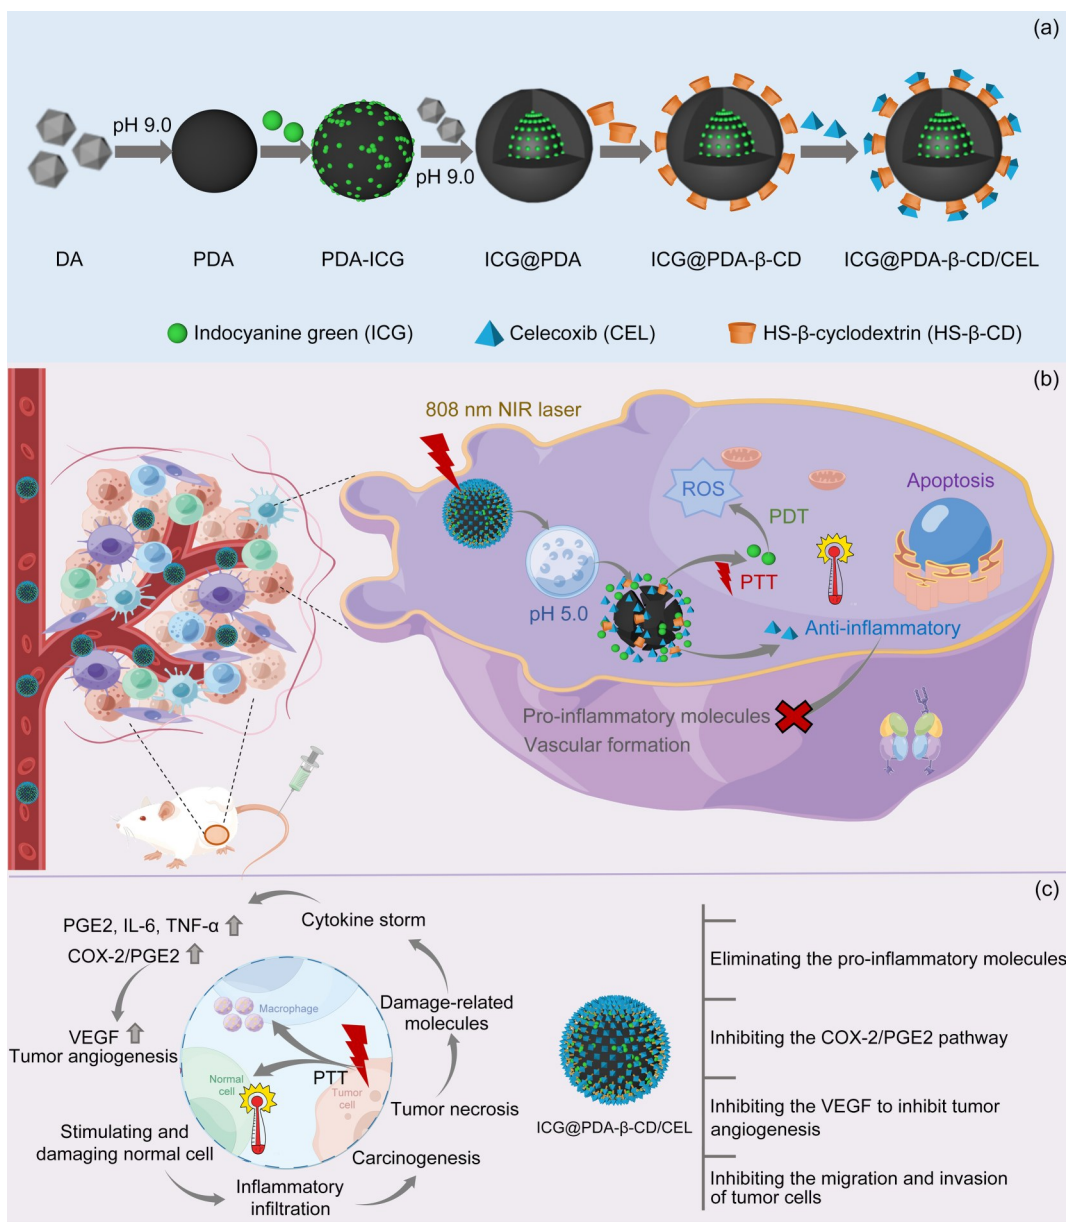 (a)
pH 9.0
pH 9.0
DA
PDA
PDA-ICG
ICG@PDA
ICG@PDA-β-CD
ICG@PDA-β-CD/CEL
Indocyanine green (ICG)
Celecoxib (CEL)
HS-β-cyclodextrin (HS-β-CD)
(b)
808 nm NIR laser
ROS
Apoptosis
PDT
PTT
pH 5.0
Anti-inflammatory
Pro-inflammatory molecules
Vascular formation
(c)
PGE2, IL-6, TNF-α
COX-2/PGE2
Cytokine storm
VEGF
Tumor angiogenesis
Macrophage
Damage-related
molecules
Normal
cell
PTT
Tumor
cell
Tumor necrosis
Stimulating and
damaging normal cell
Carcinogenesis
Inflammatory
infiltration
ICG@PDA-β-CD/CEL
Eliminating the pro-inflammatory molecules
Inhibiting the COX-2/PGE2 pathway
Inhibiting the VEGF to inhibit tumor
angiogenesis
Inhibiting the migration and invasion
of tumor cells